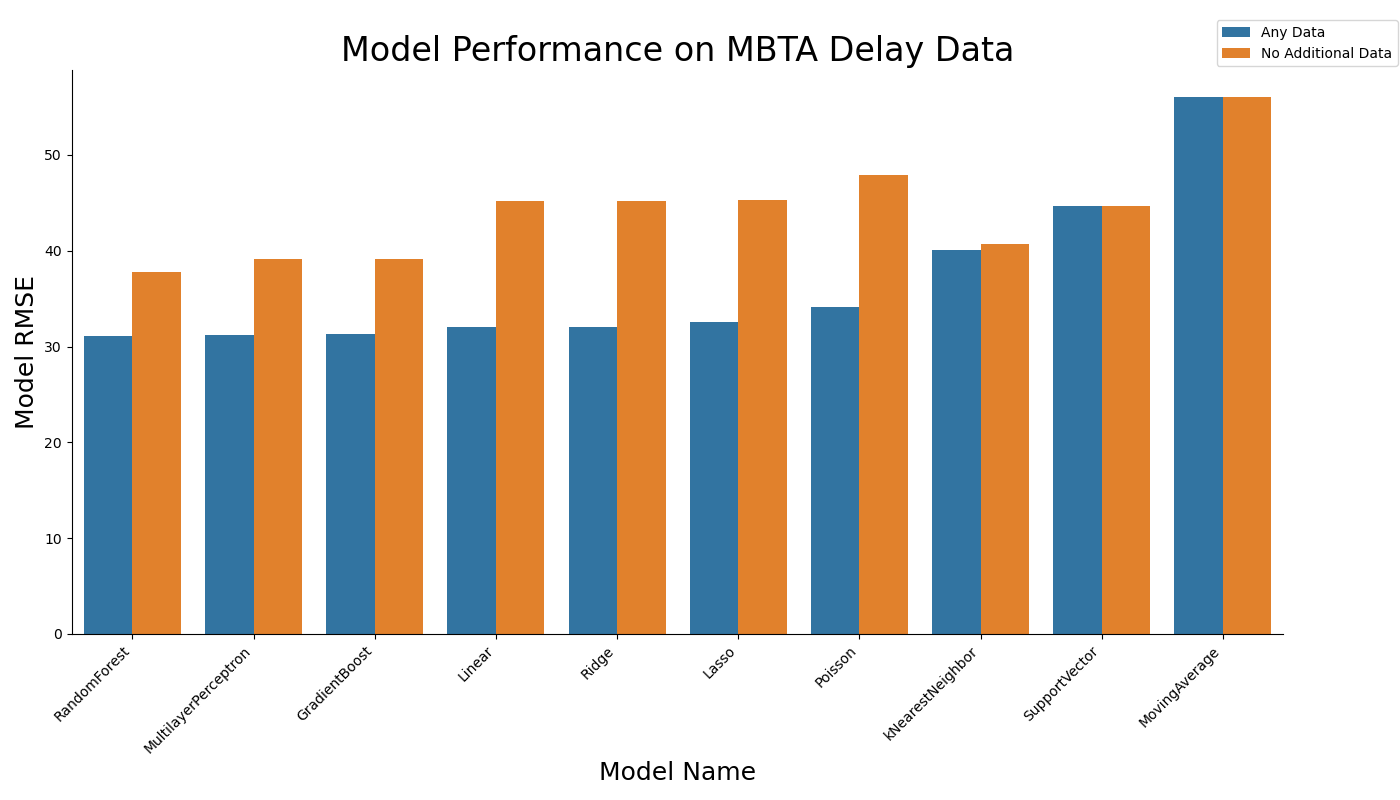 Model Performance on MBTA Delay Data
Any Data
No Additional Data
Model RMSE
50
40
30
20
10
0
RandomForest
MultilayerPerceptron
GradientBoost
Linear
Ridge
Lasso
Poisson
kNearestNeighbor
SupportVector
MovingAverage
Model Name